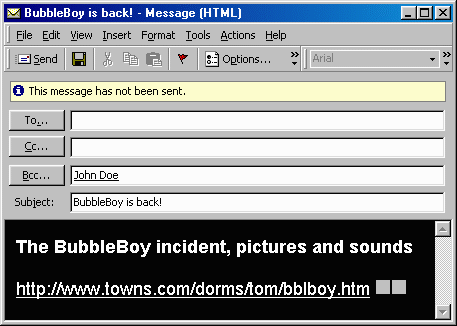 BubbleBoy is back! - Message (HTML)
File Edit View Insert Format Tools Actions Help
Send Options... Arial
This message has not been sent.
To...
Cc...
Bcc... John Doe
Subject: BubbleBoy is back!
The BubbleBoy incident, pictures and sounds
http://www.towns.com/dorms/tom/bblboy.htm